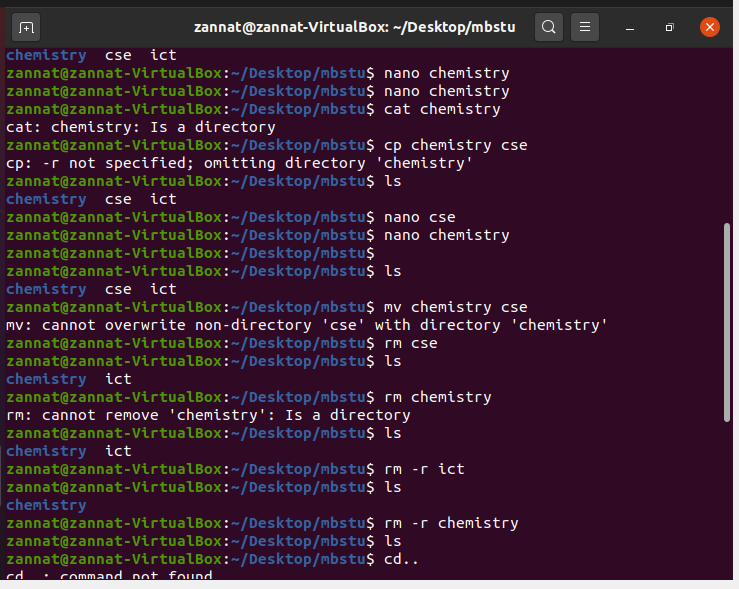 zannat@zannat-VirtualBox: ~/Desktop/mbstu
chemistry  cse  ict
zannat@zannat-VirtualBox:~/Desktop/mbstu$ nano chemistry
zannat@zannat-VirtualBox:~/Desktop/mbstu$ nano chemistry
zannat@zannat-VirtualBox:~/Desktop/mbstu$ cat chemistry
cat: chemistry: Is a directory
zannat@zannat-VirtualBox:~/Desktop/mbstu$ cp chemistry cse
cp: -r not specified; omitting directory 'chemistry'
zannat@zannat-VirtualBox:~/Desktop/mbstu$ ls
chemistry  cse  ict
zannat@zannat-VirtualBox:~/Desktop/mbstu$ nano cse
zannat@zannat-VirtualBox:~/Desktop/mbstu$ nano chemistry
zannat@zannat-VirtualBox:~/Desktop/mbstu$
zannat@zannat-VirtualBox:~/Desktop/mbstu$ ls
chemistry  cse  ict
zannat@zannat-VirtualBox:~/Desktop/mbstu$ mv chemistry cse
mv: cannot overwrite non-directory 'cse' with directory 'chemistry'
zannat@zannat-VirtualBox:~/Desktop/mbstu$ rm cse
zannat@zannat-VirtualBox:~/Desktop/mbstu$ ls
chemistry  ict
zannat@zannat-VirtualBox:~/Desktop/mbstu$ rm chemistry
rm: cannot remove 'chemistry': Is a directory
zannat@zannat-VirtualBox:~/Desktop/mbstu$ ls
chemistry  ict
zannat@zannat-VirtualBox:~/Desktop/mbstu$ rm -r ict
zannat@zannat-VirtualBox:~/Desktop/mbstu$ ls
chemistry
zannat@zannat-VirtualBox:~/Desktop/mbstu$ rm -r chemistry
zannat@zannat-VirtualBox:~/Desktop/mbstu$ ls
zannat@zannat-VirtualBox:~/Desktop/mbstu$ cd..
cd..: command not found